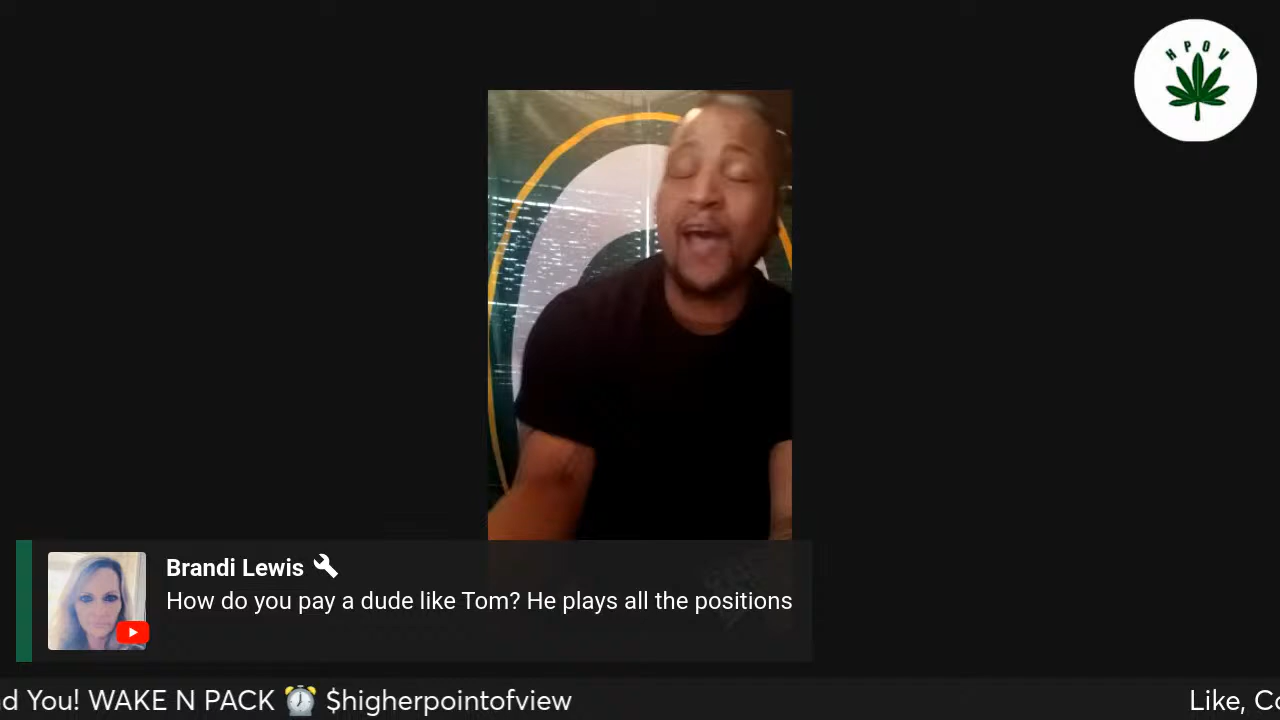 HPOV
Brandi Lewis
How do you pay a dude like Tom? He plays all the positions
d You! WAKE N PACK ⏰ $higherpointofview
Like, Co